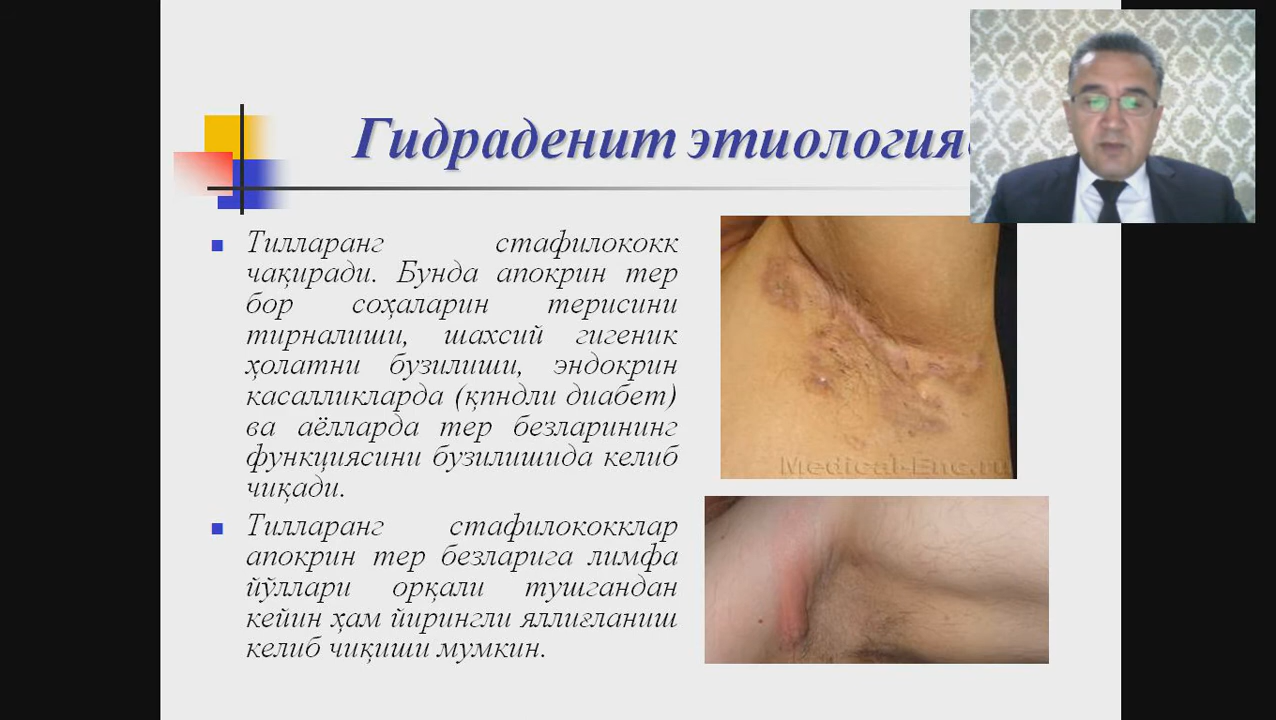 Гидраденит этиология
Тилларанг стафилококк
чақиради. Бунда апокрин тер
бор соҳаларин терисини
тирналиши, шахсий гигеник
ҳолатни бузилиши, эндокрин
касалликларда (қпндли диабет)
ва аёлларда тер безларининг
функциясини бузилишида келиб
чиқади.
Тилларанг стафилококклар
апокрин тер безларига лимфа
йўллари орқали тушгандан
кейин ҳам йирингли яллиғланиш
келиб чиқиши мумкин.
Medical-Enc.ru